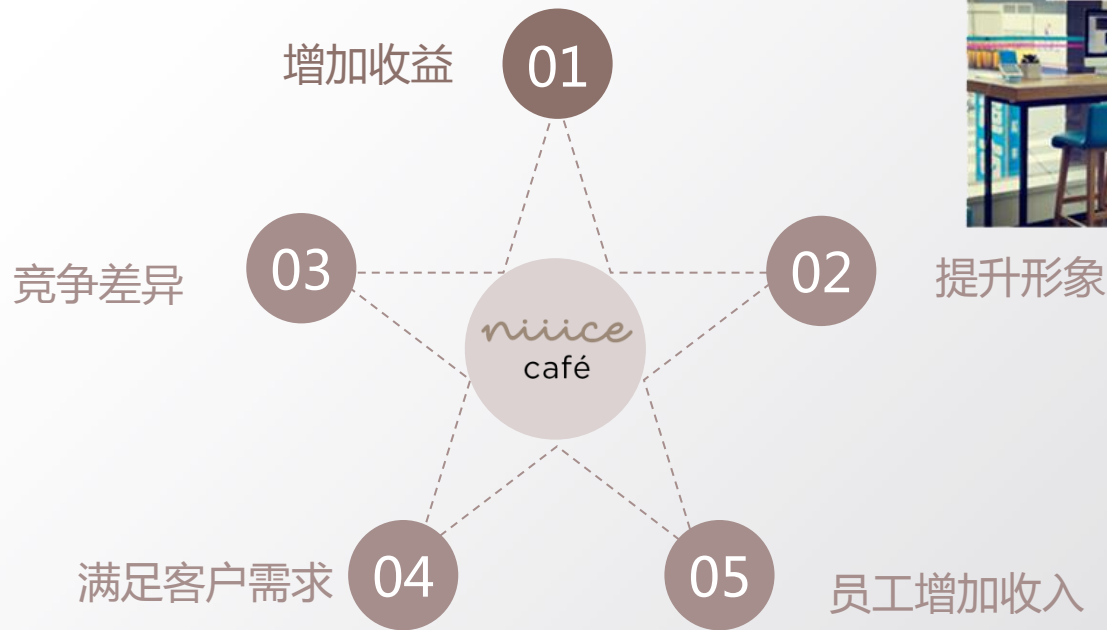 增加收益
01
竞争差异
03
02
提升形象
niiice
café
满足客户需求
04
05
员工增加收入